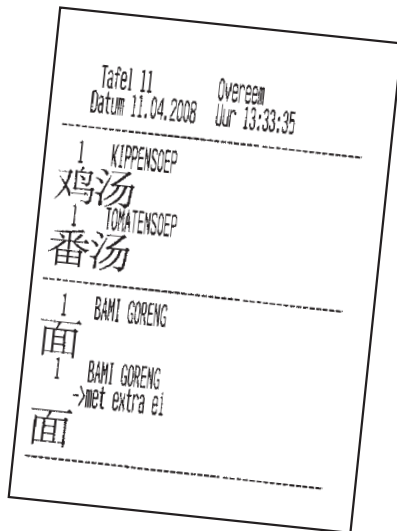 Tafel 11 Overeem
Datum 11.04.2008 Uur 13:33:35
1 KIPPENSOEP
鸡汤
1 TOMATENSOEP
番汤
1 BAMI GORENG
面
1 BAMI GORENG
->met extra ei
面